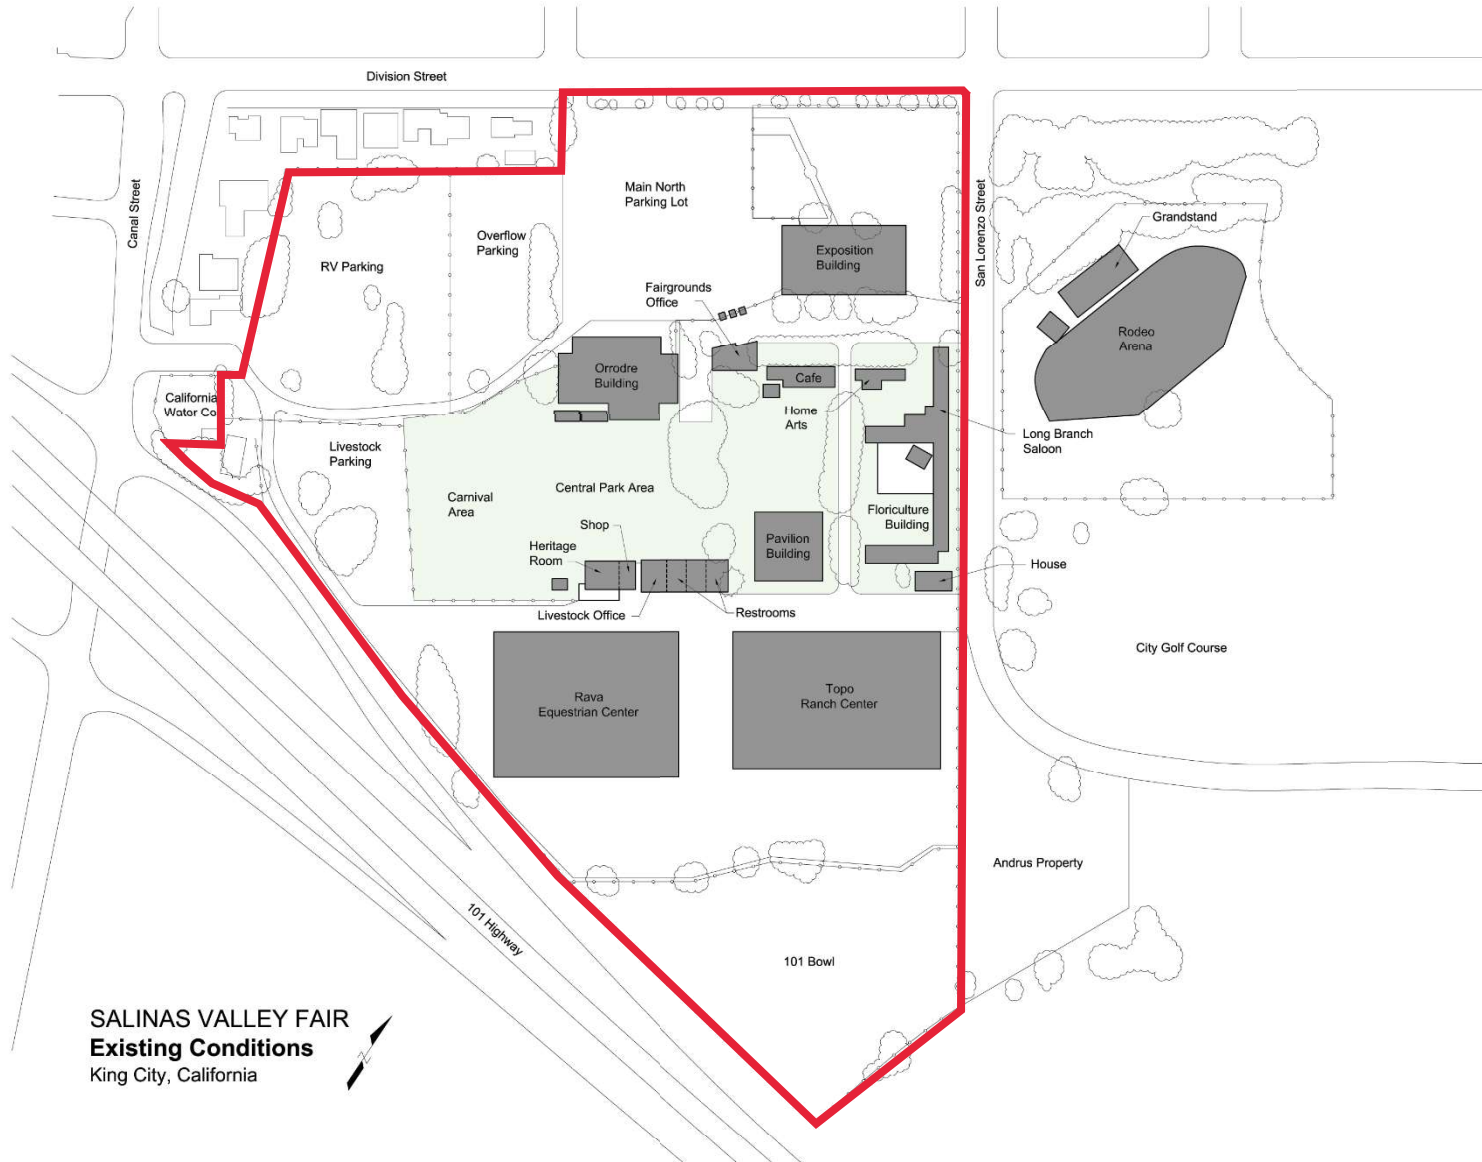 Division Street
Canal Street
Main North
Parking Lot
San Lorenzo Street
Grandstand
Overflow
Parking
RV Parking
Exposition
Building
Fairgrounds
Office
Rodeo
Arena
Orrodre
Building
Cafe
California
Water Co
Home
Arts
Long Branch
Saloon
Livestock
Parking
Carnival
Area
Central Park Area
Floriculture
Building
Shop
Pavilion
Building
Heritage
Room
House
Livestock Office
Restrooms
City Golf Course
Rava
Equestrian Center
Topo
Ranch Center
Andrus Property
101 Highway
101 Bowl
SALINAS VALLEY FAIR
Existing Conditions
King City, California
N